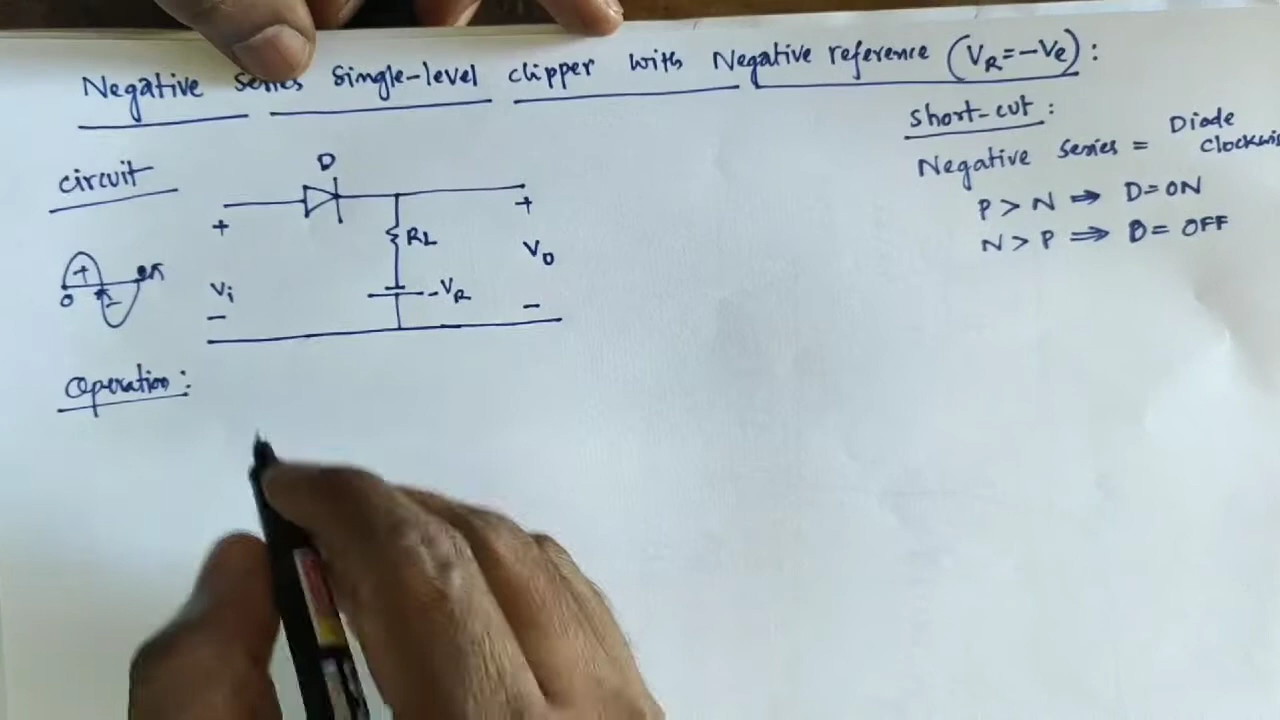 Negative series single-level clipper with Negative reference (VR=-Ve):
short-cut:
Negative series = Diode
P > N ⇒ D=ON
N > P ⇒ D= OFF
circuit
D
+
+
RL
Vo
Vi
-VR
-
-
+
-
0
π
Operation: